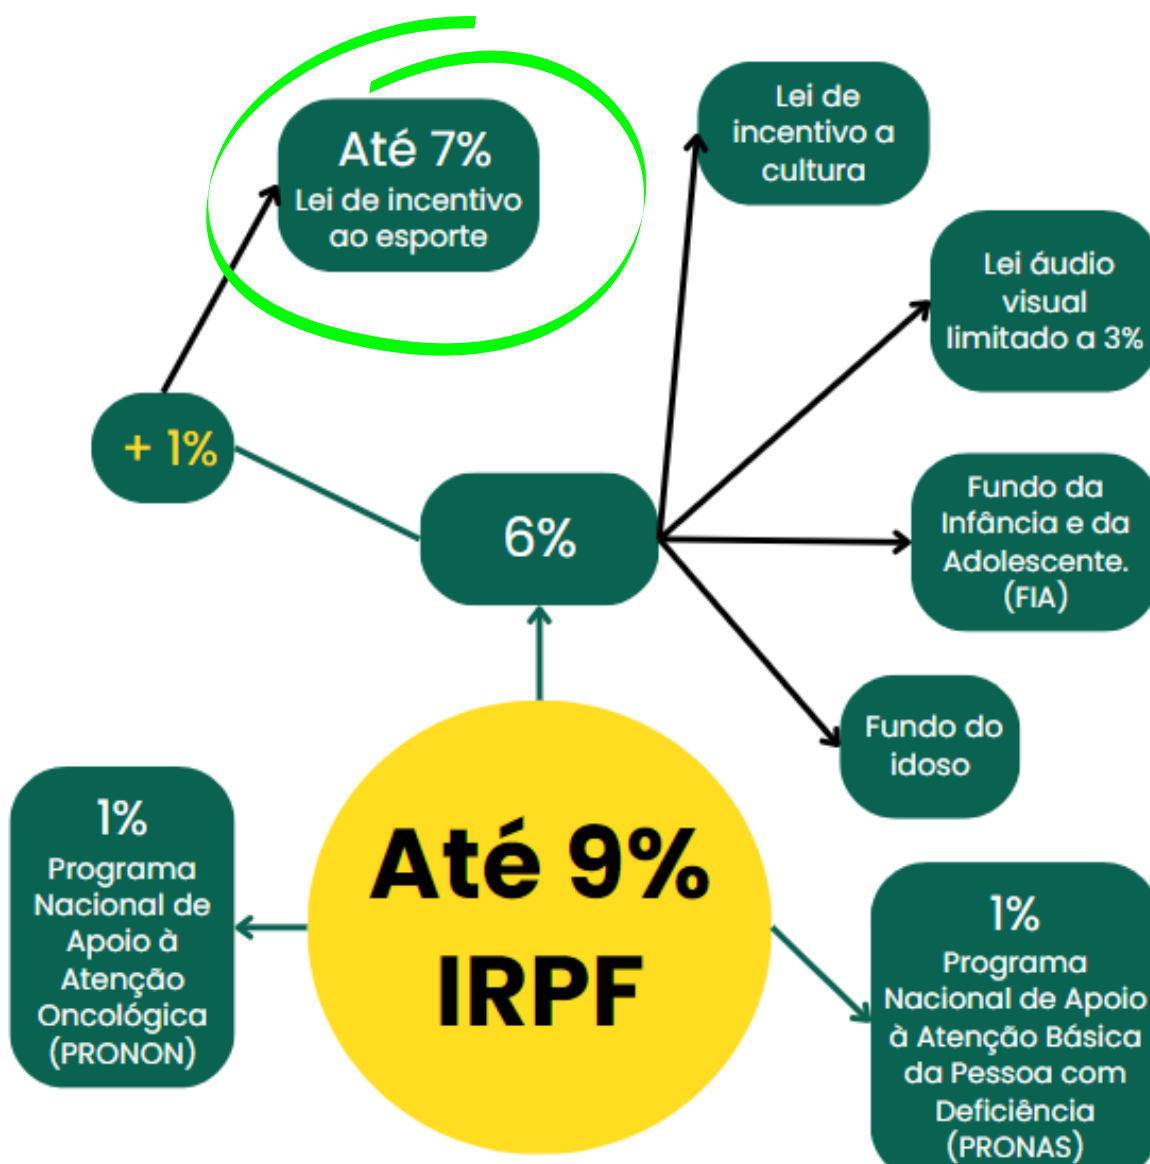 Até 7%
Lei de incentivo
ao esporte
Lei de
incentivo a
cultura
Lei áudio
visual
limitado a 3%
+ 1%
6%
Fundo da
Infância e da
Adolescente.
(FIA)
Fundo do
idoso
Até 9%
IRPF
1%
Programa
Nacional de
Apoio à
Atenção
Oncológica
(PRONON)
1%
Programa
Nacional de Apoio
à Atenção Básica
da Pessoa com
Deficiência
(PRONAS)